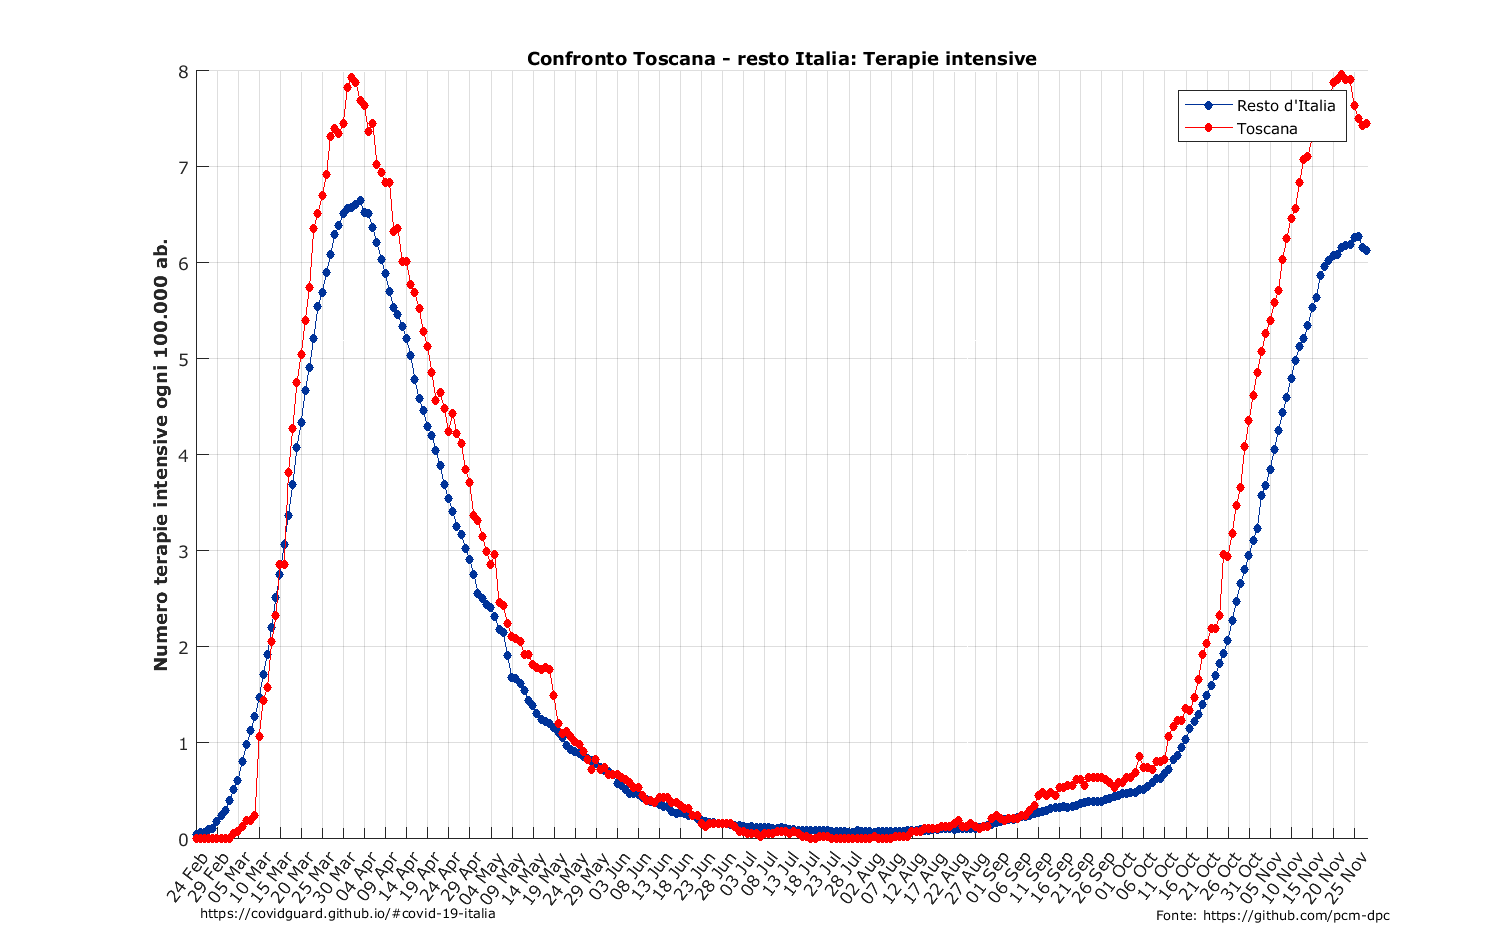 Confronto Toscana - resto Italia: Terapie intensive
Numero terapie intensive ogni 100.000 ab.
8
7
6
5
4
3
2
1
0
Resto d'Italia
Toscana
24 Feb
29 Feb
05 Mar
10 Mar
15 Mar
20 Mar
25 Mar
30 Mar
04 Apr
09 Apr
14 Apr
19 Apr
24 Apr
29 Apr
04 May
09 May
14 May
19 May
24 May
29 May
03 Jun
08 Jun
13 Jun
18 Jun
23 Jun
28 Jun
03 Jul
08 Jul
13 Jul
18 Jul
23 Jul
28 Jul
02 Aug
07 Aug
12 Aug
17 Aug
22 Aug
27 Aug
01 Sep
06 Sep
11 Sep
16 Sep
21 Sep
26 Sep
01 Oct
06 Oct
11 Oct
16 Oct
21 Oct
26 Oct
31 Oct
05 Nov
10 Nov
15 Nov
20 Nov
25 Nov
https://covidguard.github.io/#covid-19-italia
Fonte: https://github.com/pcm-dpc